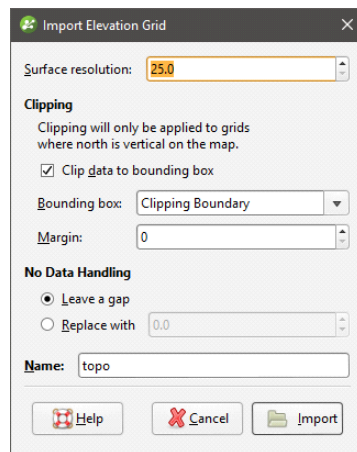 Import Elevation Grid
Surface resolution: 25.0
Clipping
Clipping will only be applied to grids
where north is vertical on the map.
Clip data to bounding box
Bounding box: Clipping Boundary
Margin: 0
No Data Handling
Leave a gap
Replace with 0.0
Name: topo
Help Cancel Import